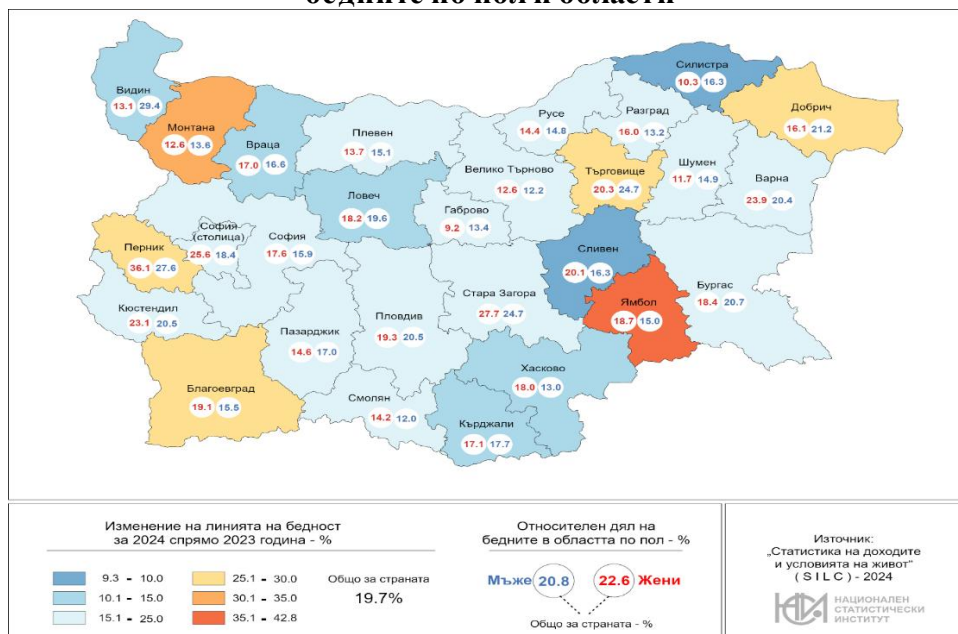 бедните по пол и области
Силистра
10.3 16.3
Видин
13.1 29.4
Добрич
16.1 21.2
Монтана
12.6 13.6
Русе
14.4 14.8
Разград
16.0 13.2
Враца
17.0 16.6
Плевен
13.7 15.1
Шумен
11.7 14.9
Велико Търново
12.6 12.2
Търговище
20.3 24.7
Варна
23.9 20.4
Ловеч
18.2 19.6
Габрово
9.2 13.4
София
(столица)
25.6 18.4
София
17.6 15.9
Перник
36.1 27.6
Сливен
20.1 16.3
Бургас
18.4 20.7
Стара Загора
27.7 24.7
Ямбол
18.7 15.0
Кюстендил
23.1 20.5
Пловдив
19.3 20.5
Пазарджик
14.6 17.0
Хасково
18.0 13.0
Благоевград
19.1 15.5
Смолян
14.2 12.0
Кърджали
17.1 17.7
Изменение на линията на бедност
за 2024 спрямо 2023 година - %
9.3 - 10.0
10.1 - 15.0
15.1 - 25.0
25.1 - 30.0
30.1 - 35.0
35.1 - 42.8
Общо за страната
19.7%
Относителен дял на
бедните в областта по пол - %
Мъже 20.8 22.6 Жени
Общо за страната - %
Източник:
„Статистика на доходите
и условията на живот“
( S I L C ) - 2024
НАЦИОНАЛЕН
СТАТИСТИЧЕСКИ
ИНСТИТУТ